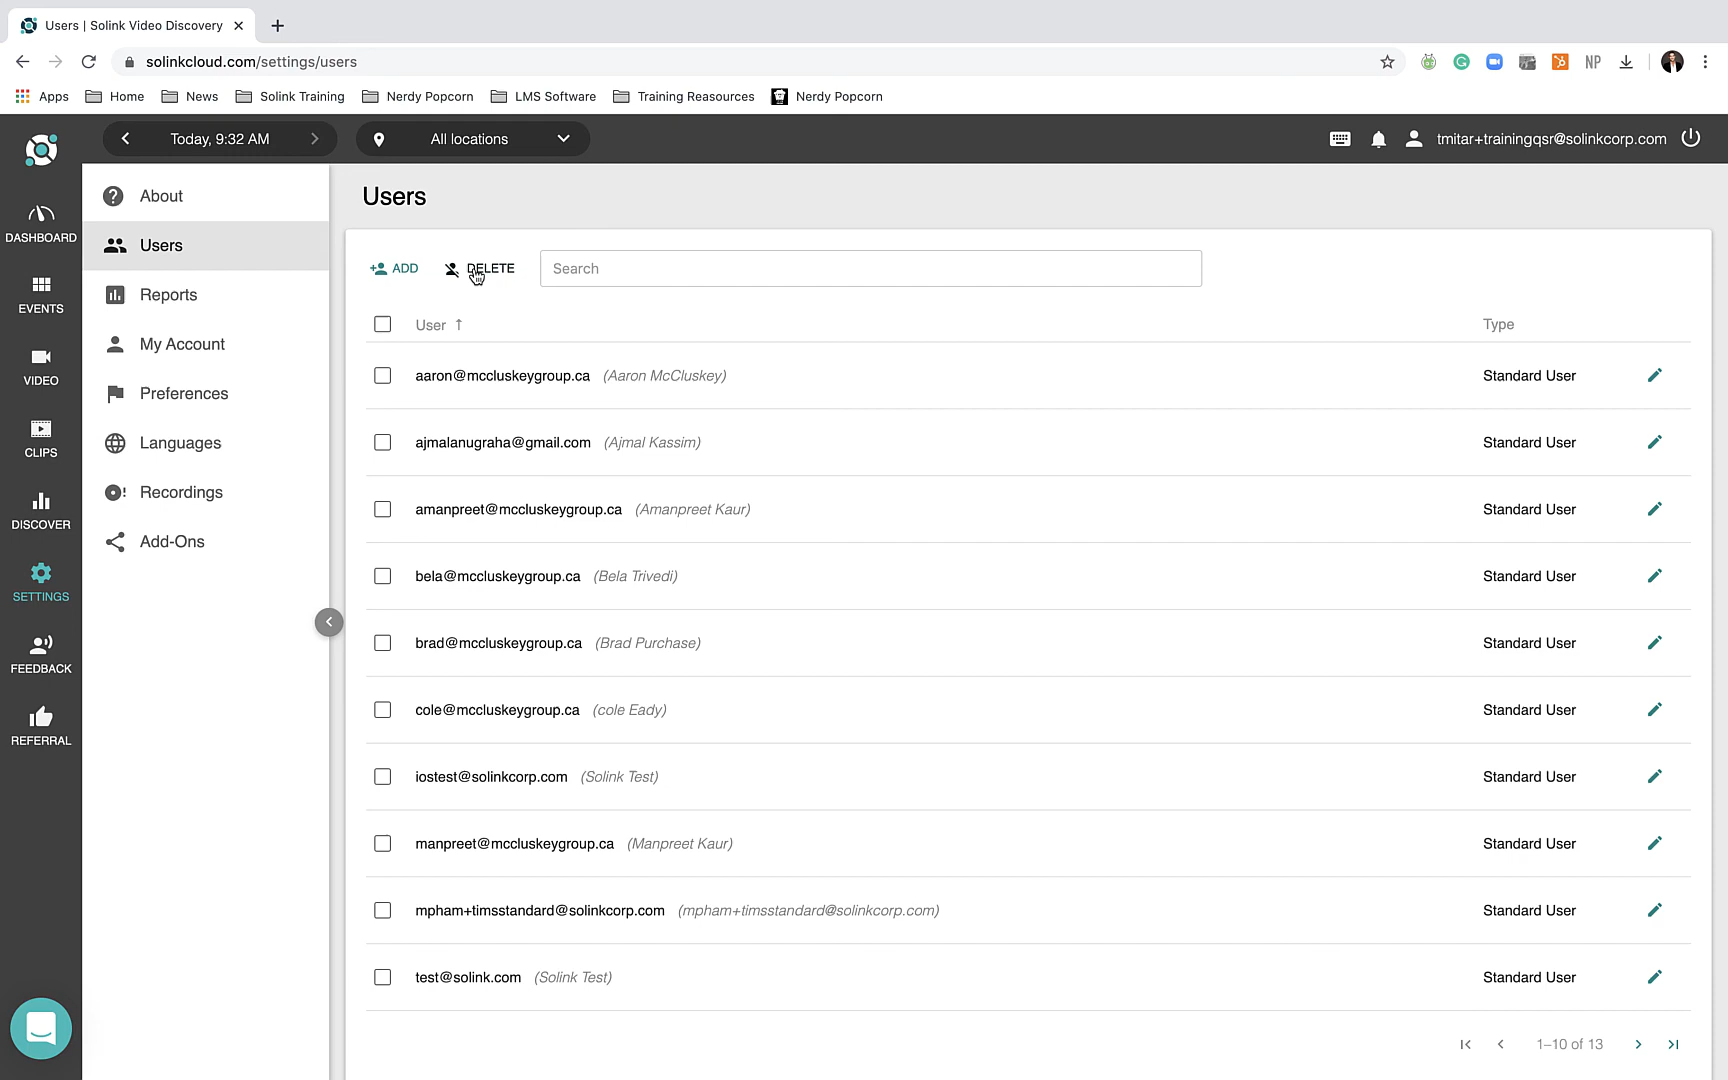 Users | Solink Video Discovery
solinkcloud.com/settings/users
NP
Apps Home News Solink Training Nerdy Popcorn LMS Software Training Reasources Nerdy Popcorn
Today, 9:32 AM All locations tmitar+trainingqsr@solinkcorp.com
DASHBOARD
EVENTS
VIDEO
CLIPS
DISCOVER
SETTINGS
FEEDBACK
REFERRAL
About
Users
Reports
My Account
Preferences
Languages
Recordings
Add-Ons
Users
ADD DELETE Search
User ↑ Type
aaron@mccluskeygroup.ca (Aaron McCluskey) Standard User
ajmalanugraha@gmail.com (Ajmal Kassim) Standard User
amanpreet@mccluskeygroup.ca (Amanpreet Kaur) Standard User
bela@mccluskeygroup.ca (Bela Trivedi) Standard User
brad@mccluskeygroup.ca (Brad Purchase) Standard User
cole@mccluskeygroup.ca (cole Eady) Standard User
iostest@solinkcorp.com (Solink Test) Standard User
manpreet@mccluskeygroup.ca (Manpreet Kaur) Standard User
mpham+timsstandard@solinkcorp.com (mpham+timsstandard@solinkcorp.com) Standard User
test@solink.com (Solink Test) Standard User
1–10 of 13